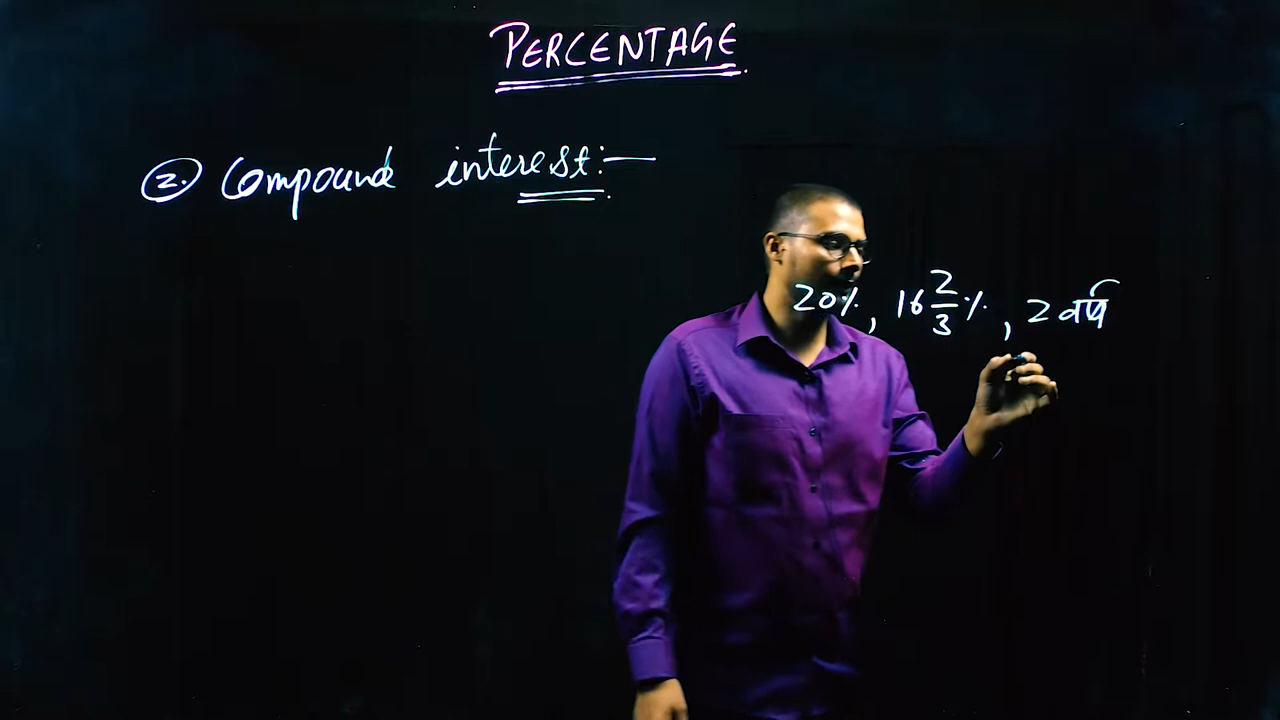 PERCENTAGE
2. Compound interest:—
20%, 16 2/3 %, 2 वर्ष